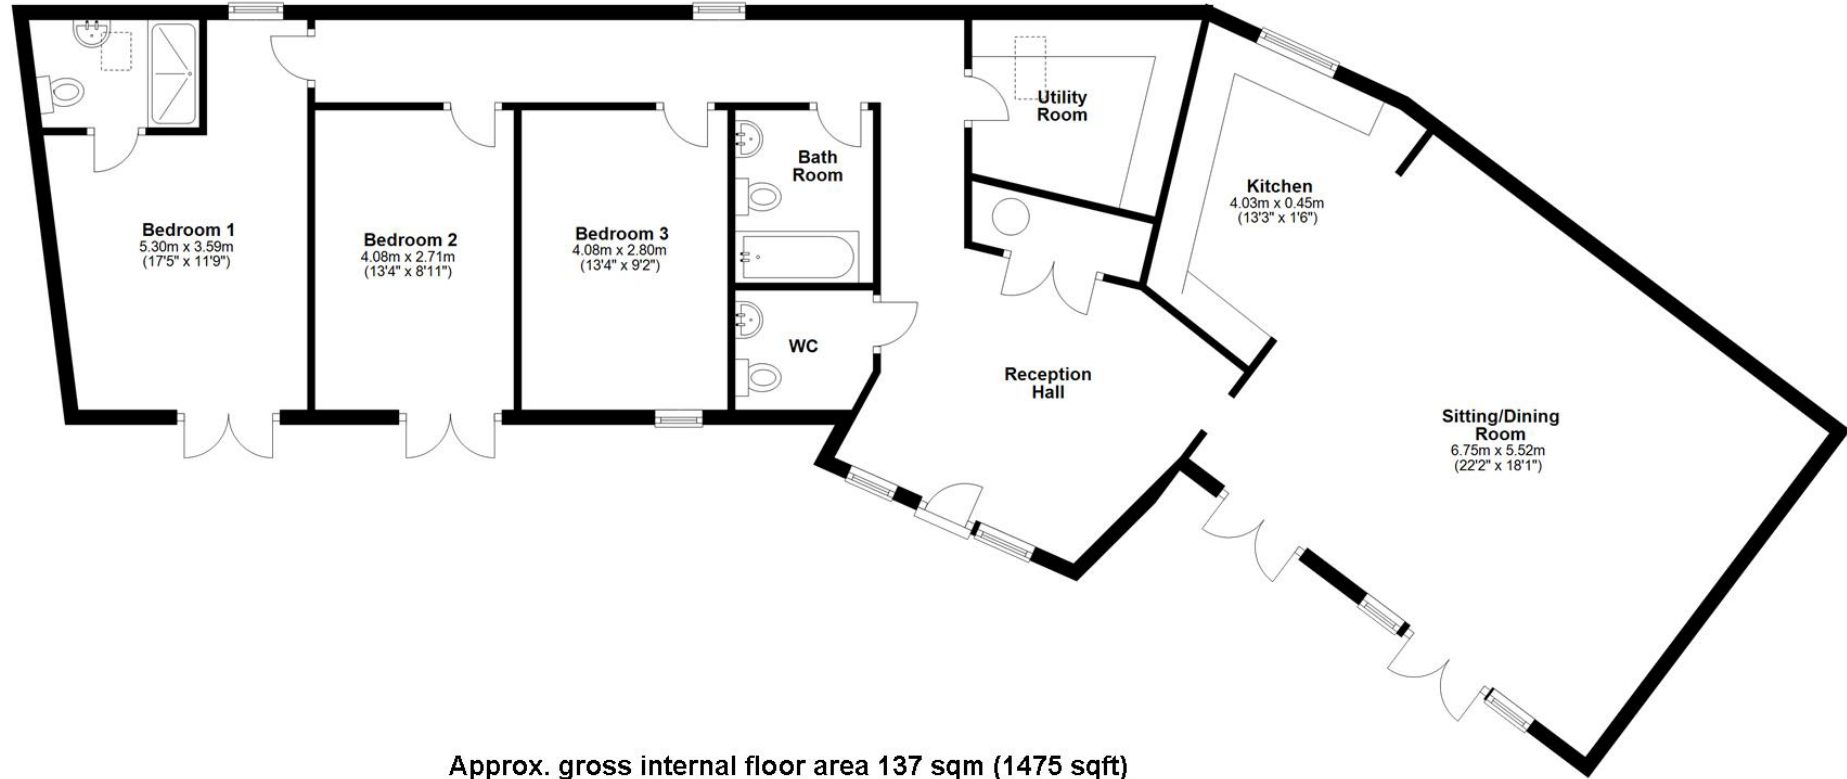 Bedroom 1
5.30m x 3.59m
(17'5" x 11'9")
Bedroom 2
4.08m x 2.71m
(13'4" x 8'11")
Bedroom 3
4.08m x 2.80m
(13'4" x 9'2")
Bath
Room
WC
Utility
Room
Reception
Hall
Kitchen
4.03m x 0.45m
(13'3" x 1'6")
Sitting/Dining
Room
6.75m x 5.52m
(22'2" x 18'1")
Approx. gross internal floor area 137 sqm (1475 sqft)